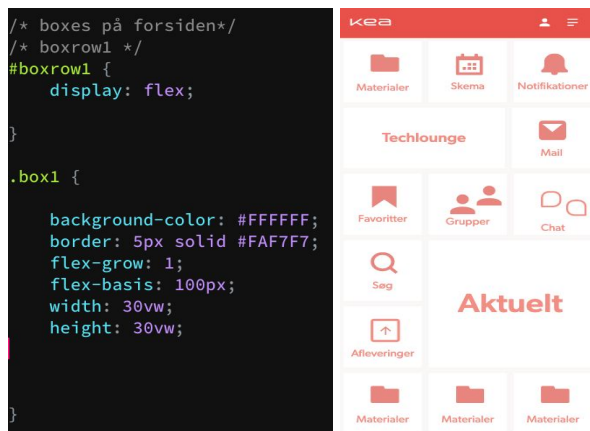 /* boxes på forsiden*/
/* boxrow1 */
#boxrow1 {
display: flex;
}
.box1 {
background-color: #FFFFFF;
border: 5px solid #FAF7F7;
flex-grow: 1;
flex-basis: 100px;
width: 30vw;
height: 30vw;
}
kea
Materialer
Skema
Notifikationer
Techlounge
Mail
Favoritter
Grupper
Chat
Søg
Aktuelt
Afleveringer
Materialer
Materialer
Materialer